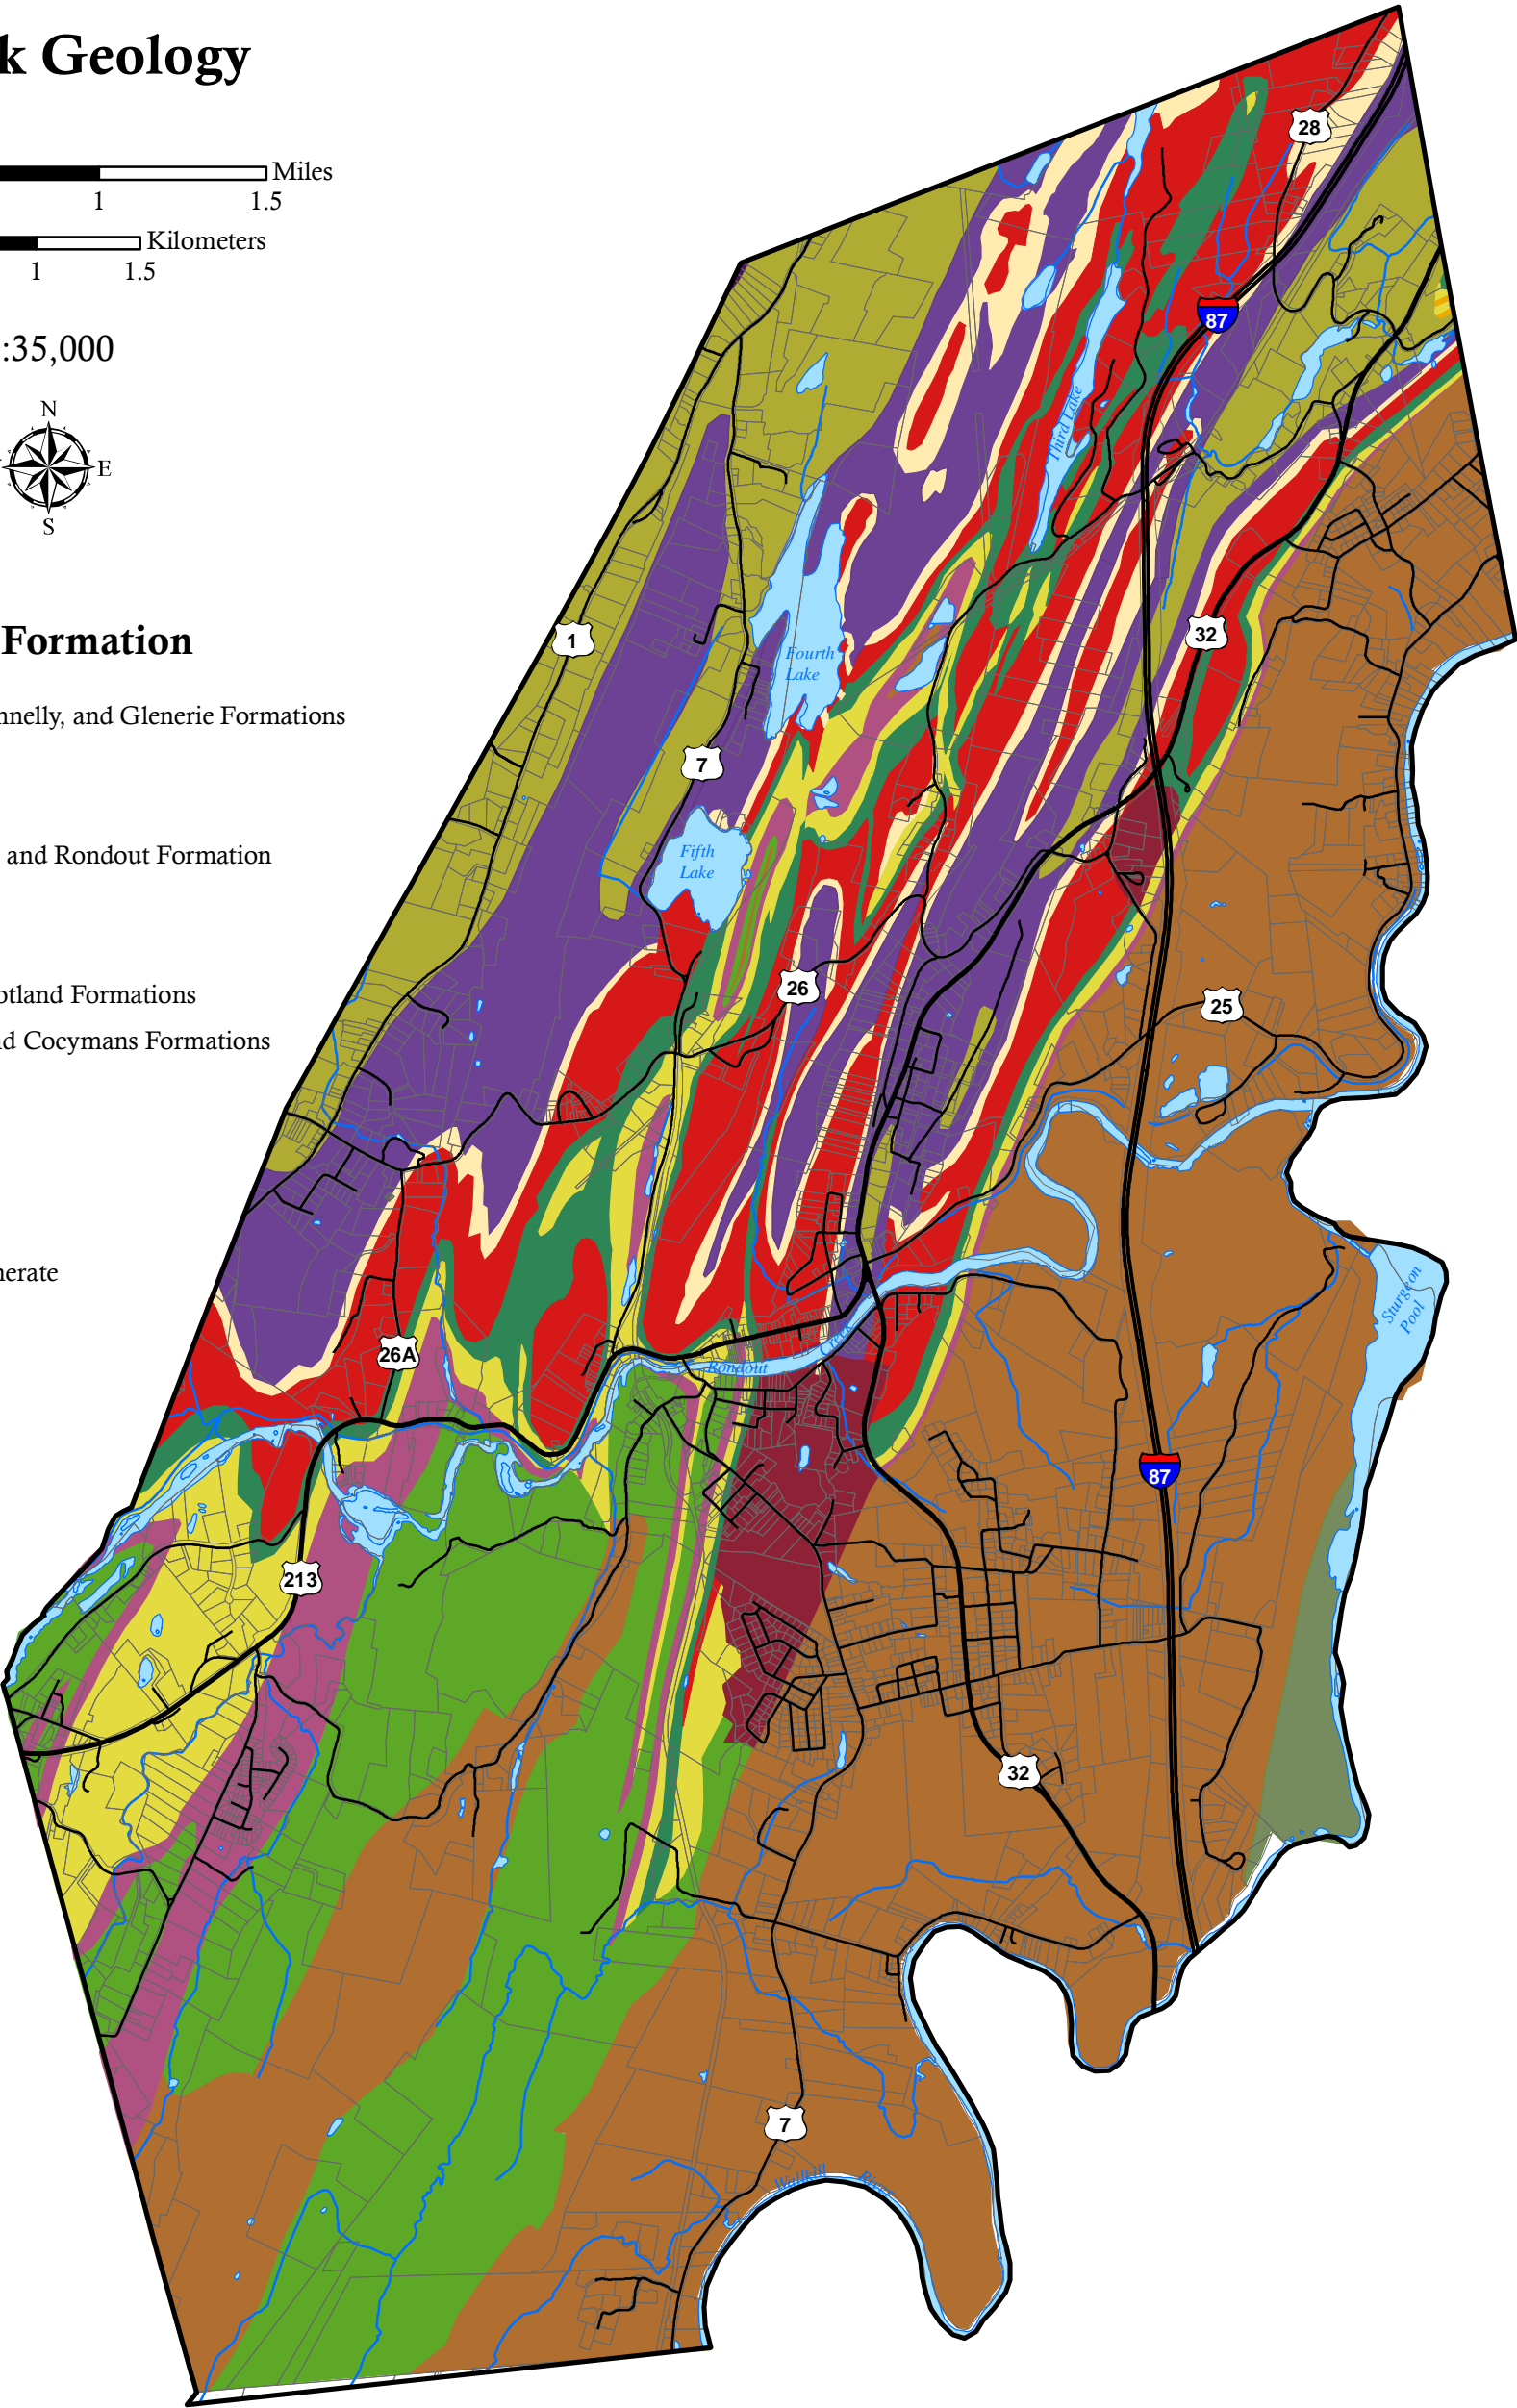 k Geology
Miles
1 1.5
Kilometers
1 1.5
:35,000
N
E
S
Formation
nnelly, and Glenerie Formations
and Rondout Formation
otland Formations
nd Coeymans Formations
nerate
28
87
Third Lake
1
32
Fourth
Lake
7
Fifth
Lake
26
25
Sturgeon
Pool
Creek
Rondout
26A
87
213
32
7
Wallkill River